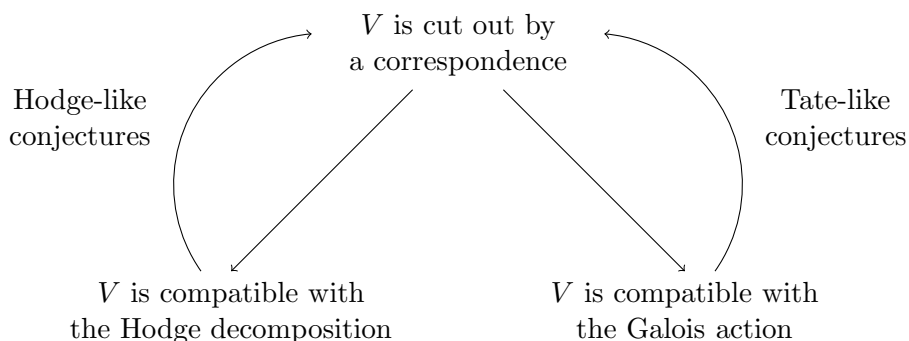 V is cut out by
a correspondence
Hodge-like
conjectures
Tate-like
conjectures
V is compatible with
the Hodge decomposition
V is compatible with
the Galois action